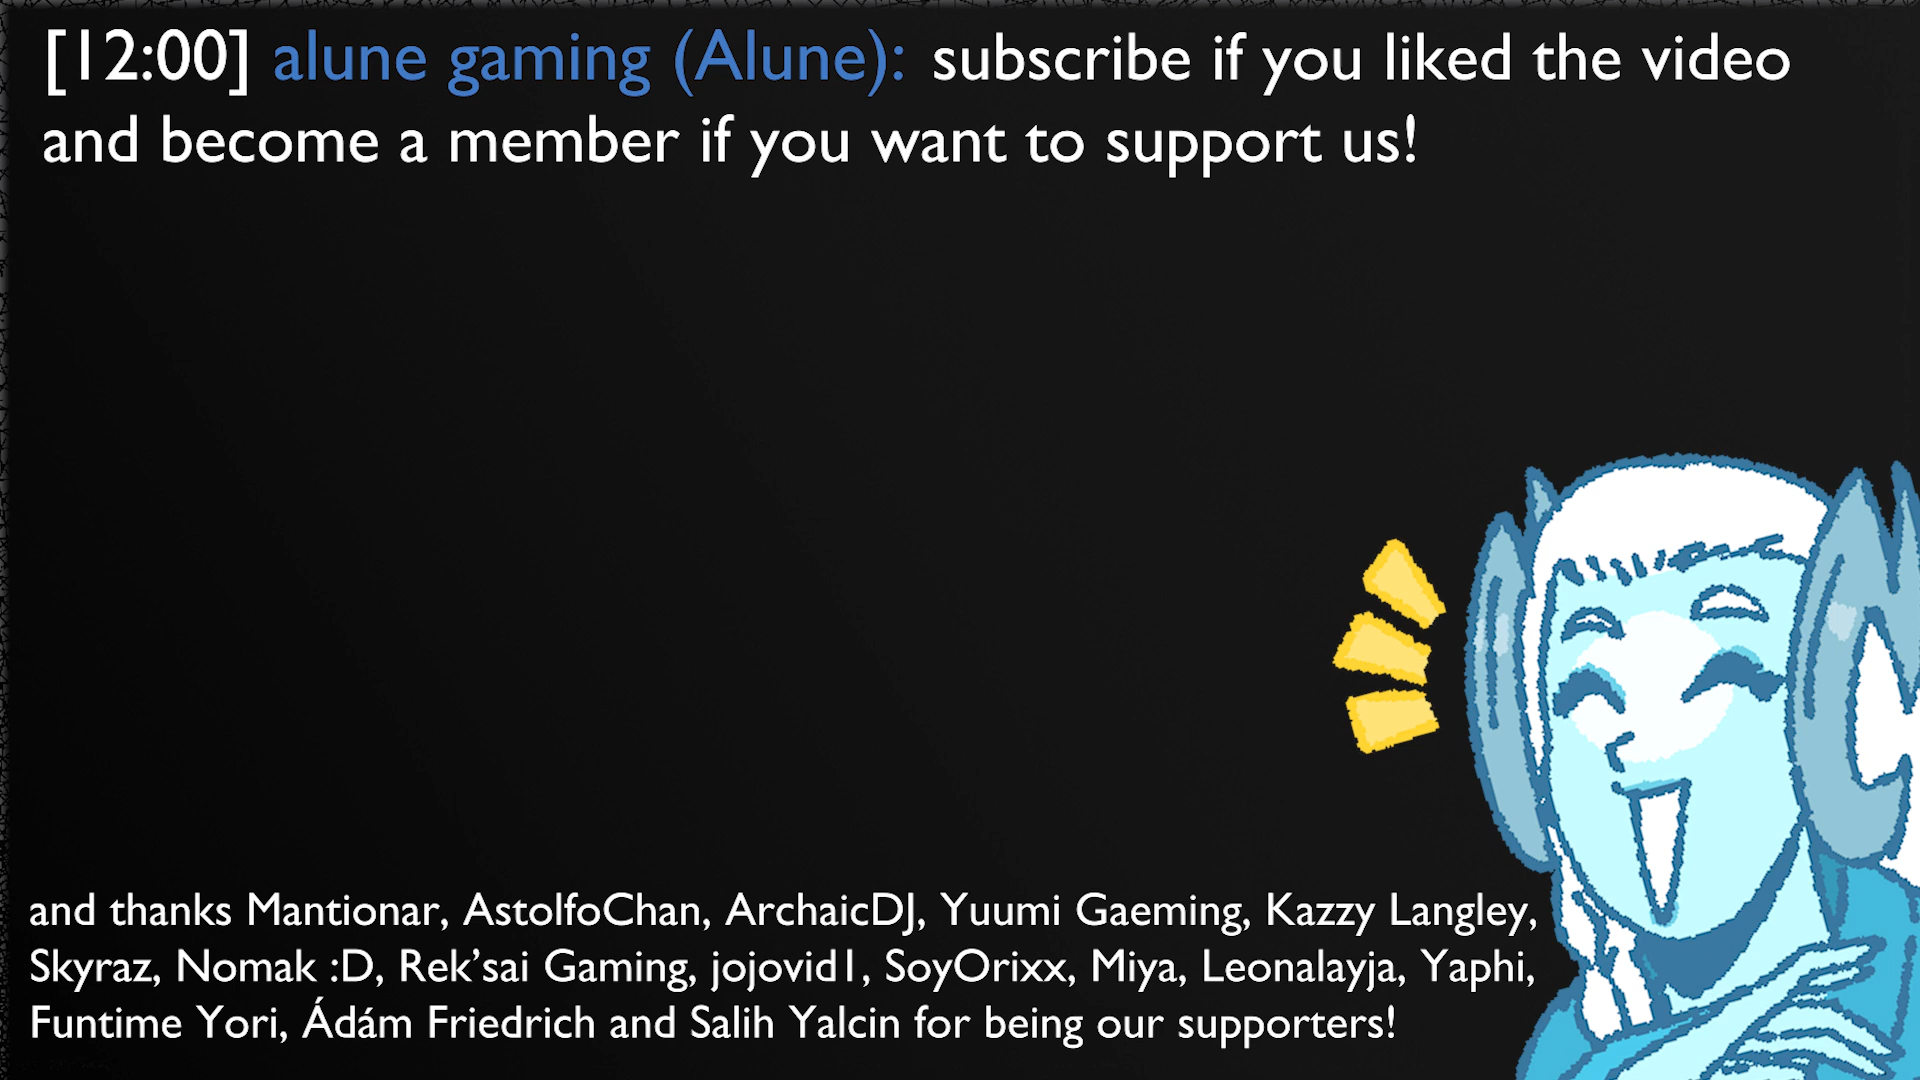 [12:00] alune gaming (Alune): subscribe if you liked the video
and become a member if you want to support us!
and thanks Mantionar, AstolfoChan, ArchaicDJ, Yuumi Gaeming, Kazzy Langley,
Skyraz, Nomak :D, Rek’sai Gaming, jojovid1, SoyOrixx, Miya, Leonalayja, Yaphi,
Funtime Yori, Ádám Friedrich and Salih Yalcin for being our supporters!